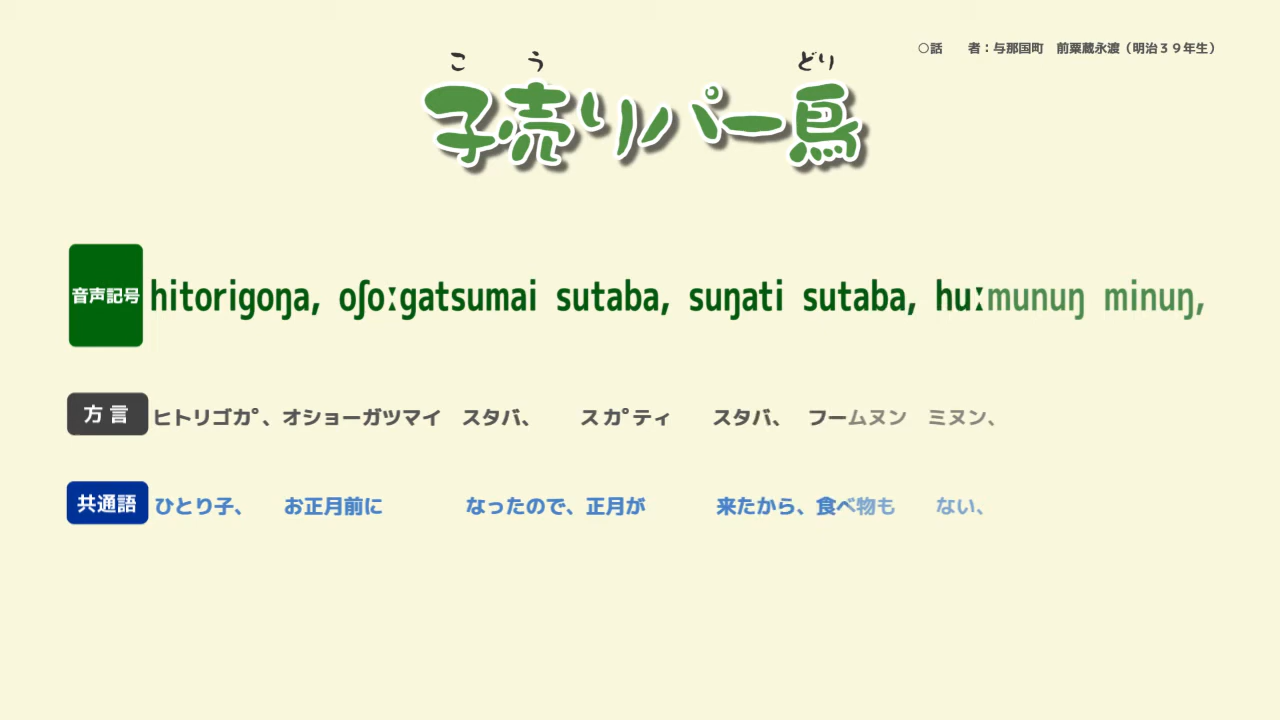 ○話　　者：与那国町　前粟蔵永渡（明治３９年生）
こ う どり
子売りパー鳥
音声記号 hitorigoŋa, oʃoːgatsumai sutaba, suŋati sutaba, huːmunuŋ minuŋ,
方言 ヒトリゴカ゚、オショーガツマイ　スタバ、　スカ゚ティ　スタバ、　フームヌン　ミヌン、
共通語 ひとり子、　お正月前に　なったので、正月が　来たから、食べ物も　ない、